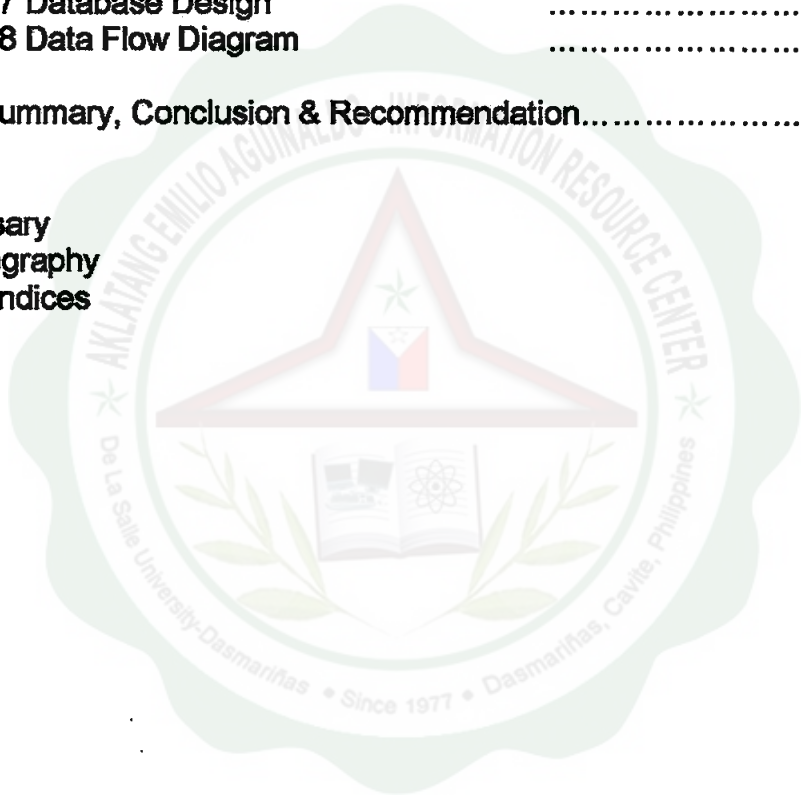 7 Database Design ........................
8 Data Flow Diagram ........................
ummary, Conclusion & Recommendation.....................
sary
graphy
ndices
AKLATANG EMILIO AGUINALDO - INFORMATION RESOURCE CENTER
De La Salle University-Dasmariñas • Since 1977 • Dasmariñas, Cavite, Philippines